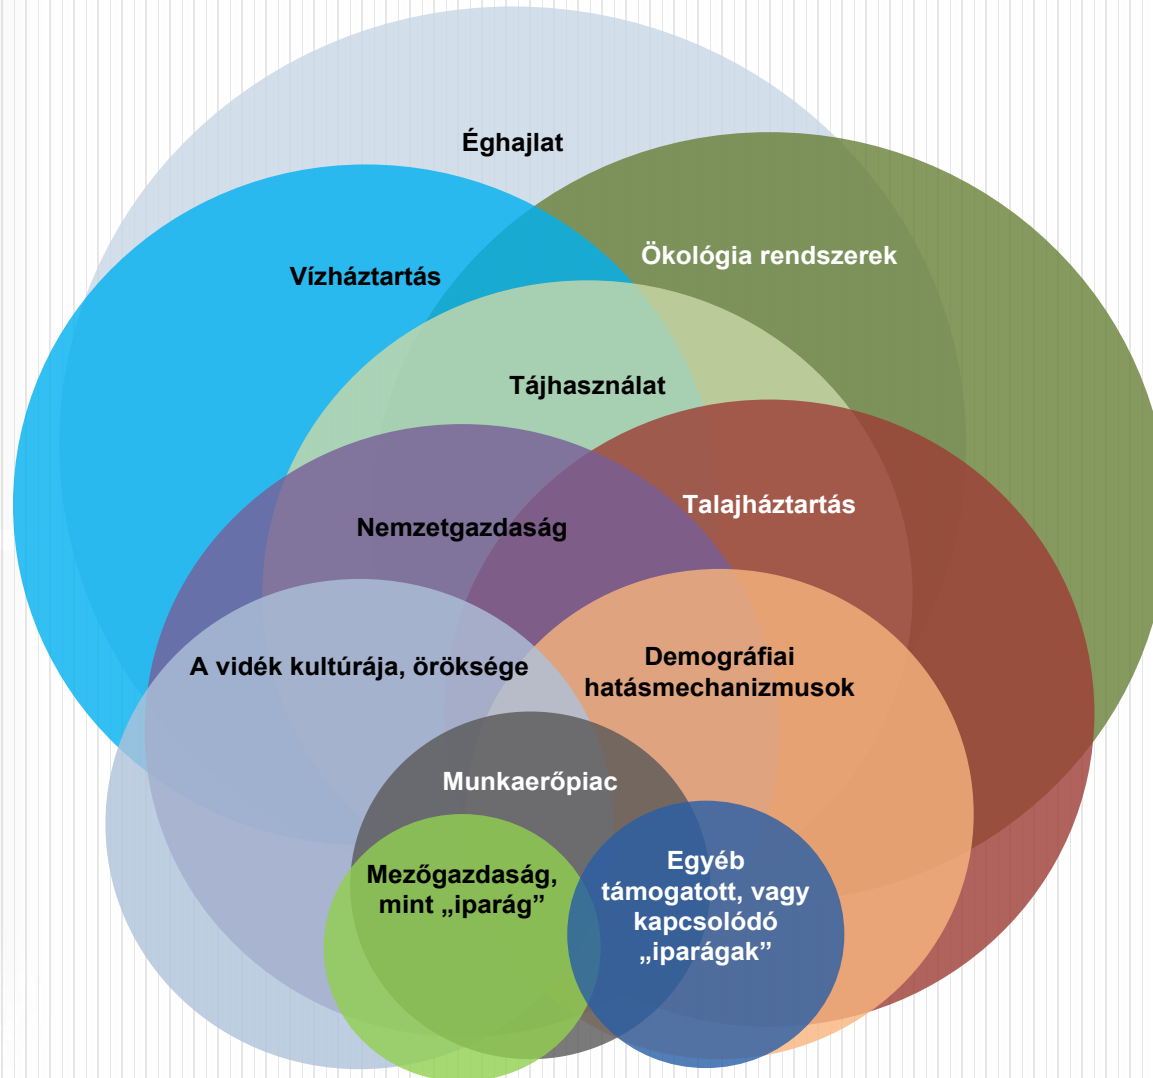 Éghajlat
Ökológia rendszerek
Vízháztartás
Tájhasználat
Talajháztartás
Nemzetgazdaság
A vidék kultúrája, öröksége
Demográfiai
hatásmechanizmusok
Munkaerőpiac
Mezőgazdaság,
mint „iparág”
Egyéb
támogatott, vagy
kapcsolódó
„iparágak”